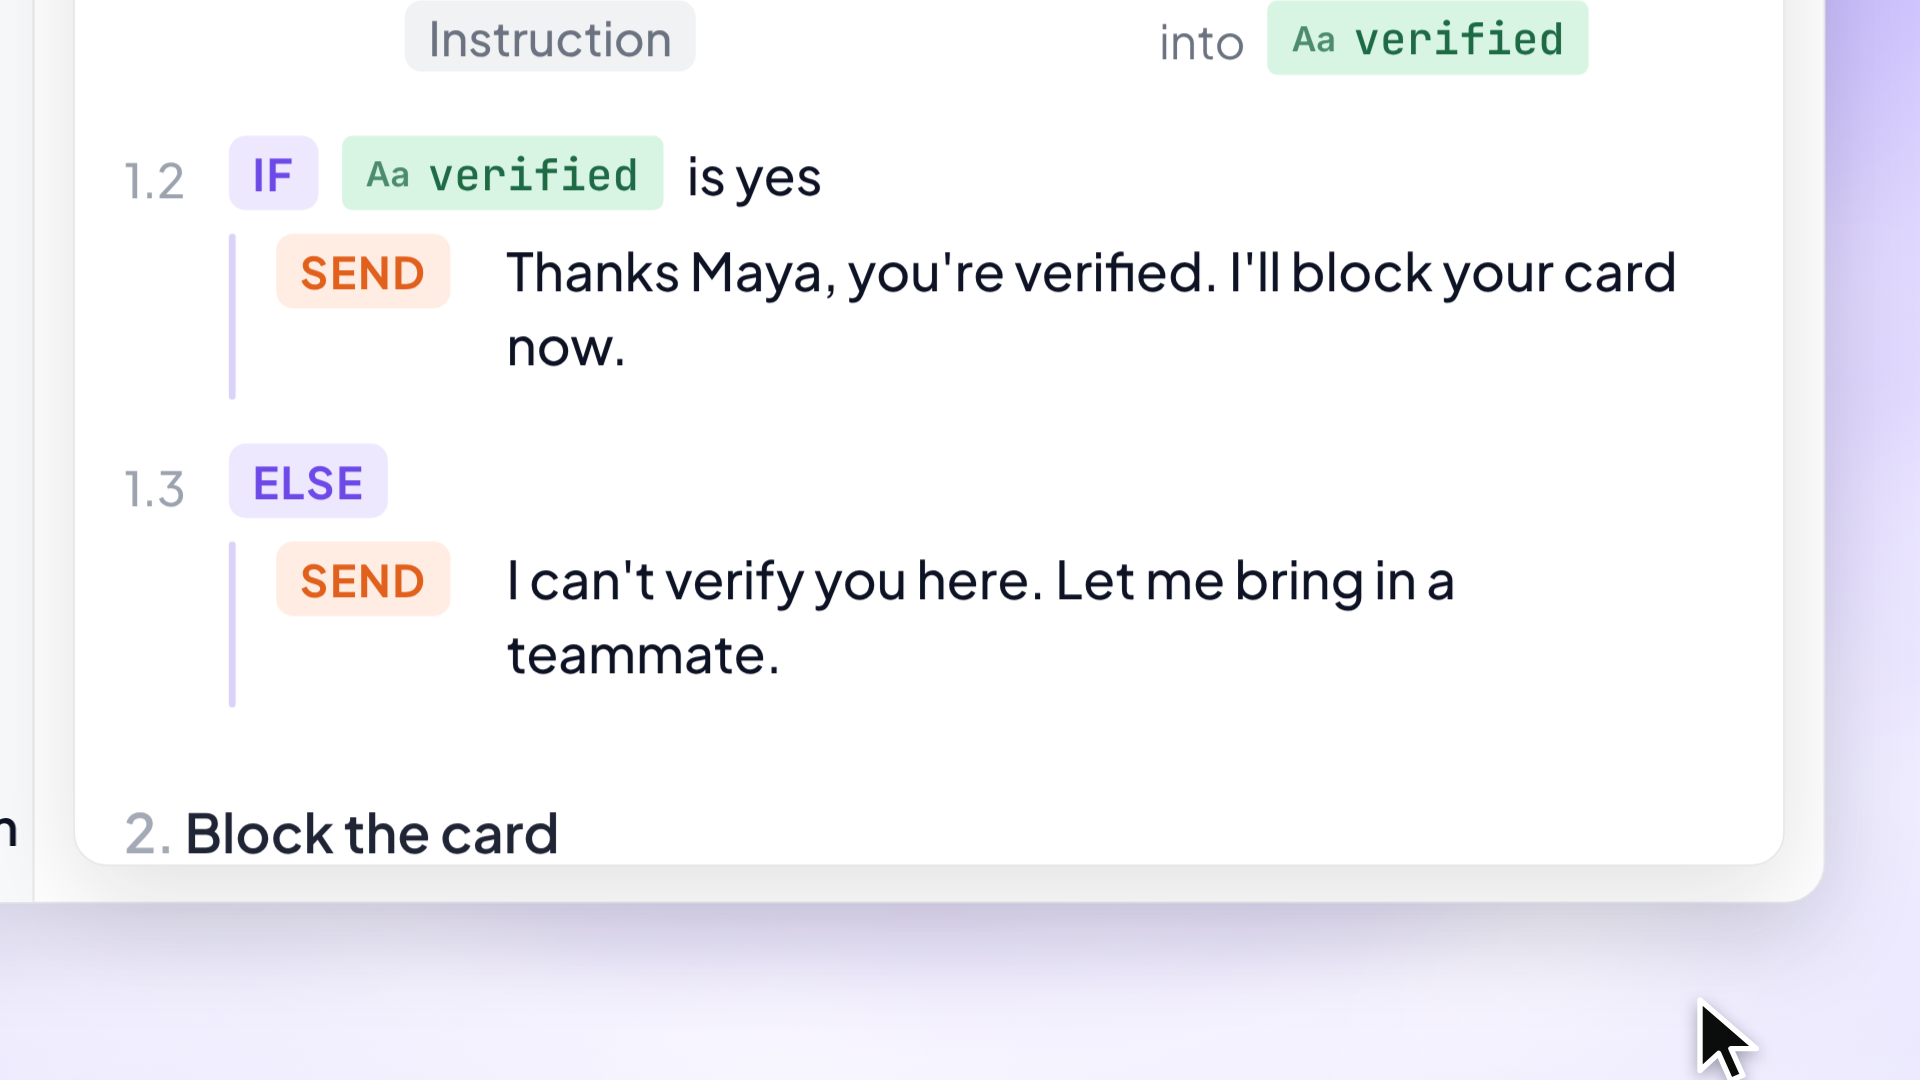 Instruction into Aa verified
1.2 IF Aa verified is yes
SEND Thanks Maya, you're verified. I'll block your card
now.
1.3 ELSE
SEND I can't verify you here. Let me bring in a
teammate.
2. Block the card